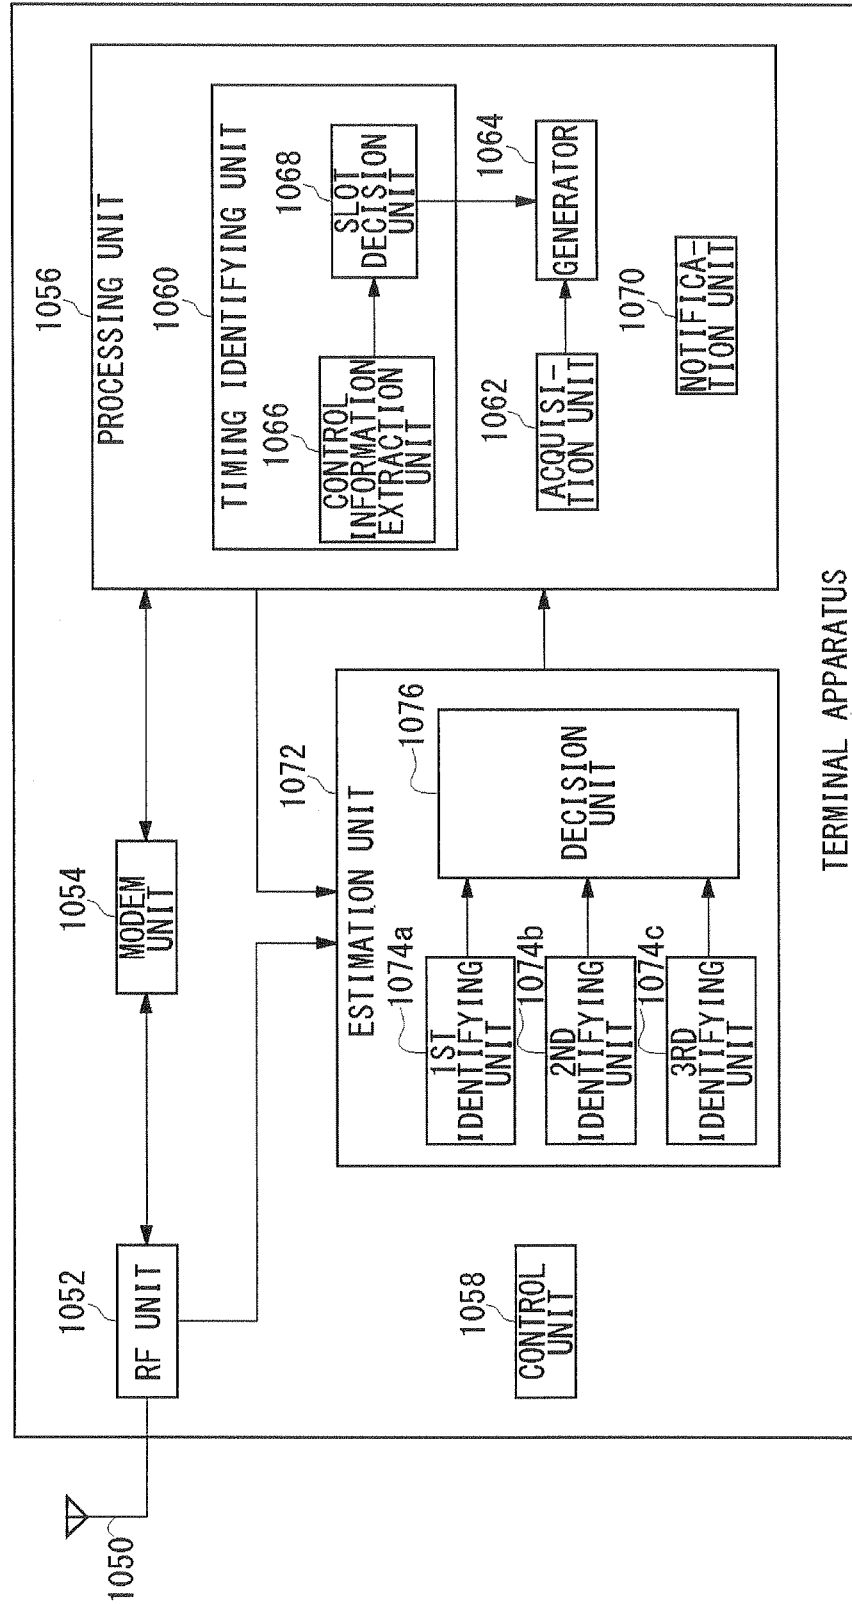 1050
1052
RF UNIT
1054
MODEM
UNIT
1056
PROCESSING UNIT
1060
TIMING IDENTIFYING UNIT
1066
CONTROL
INFORMATION
EXTRACTION
UNIT
1068
SLOT
DECISION
UNIT
1062
ACQUISI-
TION UNIT
1064
GENERATOR
1070
NOTIFICA-
TION UNIT
1072
ESTIMATION UNIT
1074a
1ST
IDENTIFYING
UNIT
1074b
2ND
IDENTIFYING
UNIT
1074c
3RD
IDENTIFYING
UNIT
1076
DECISION
UNIT
1058
CONTROL
UNIT
TERMINAL APPARATUS